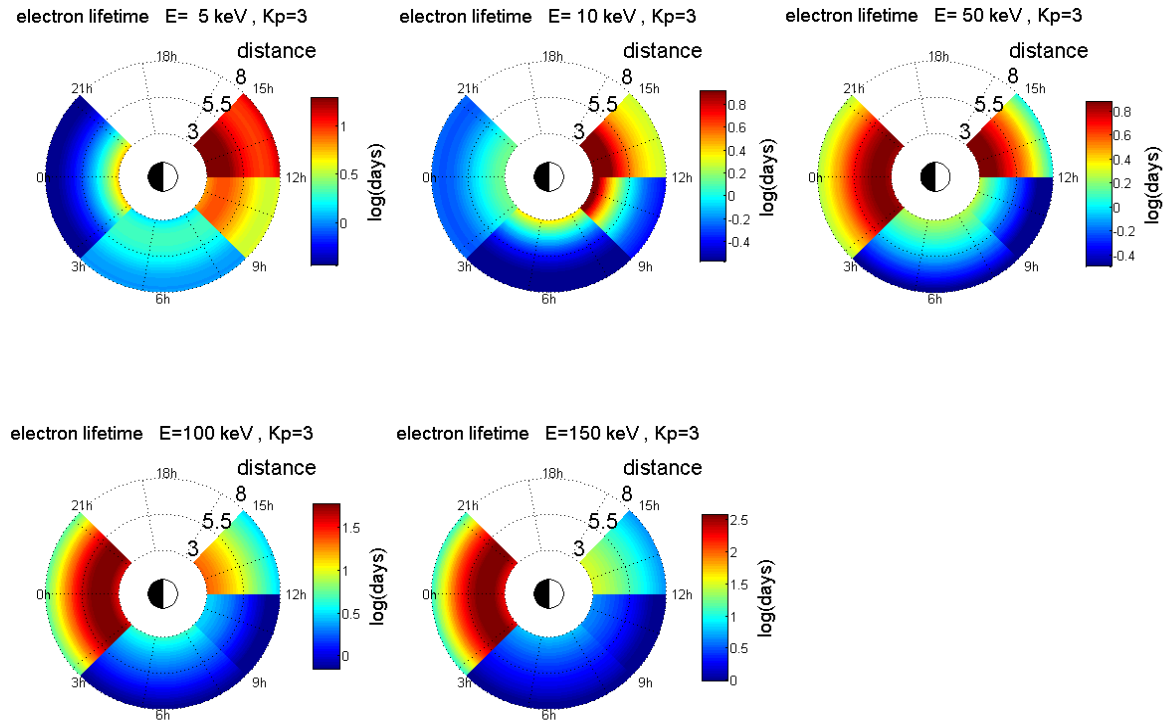 electron lifetime E= 5 keV , Kp=3
distance
18h
21h
8
15h
5.5
3
0h
12h
3h
9h
6h
1
0.5
0
log(days)
electron lifetime E= 10 keV , Kp=3
distance
18h
21h
8
15h
5.5
3
0h
12h
3h
9h
6h
0.8
0.6
0.4
0.2
0
-0.2
-0.4
log(days)
electron lifetime E= 50 keV , Kp=3
distance
18h
21h
8
15h
5.5
3
0h
12h
3h
9h
6h
0.8
0.6
0.4
0.2
0
-0.2
-0.4
log(days)
electron lifetime E=100 keV , Kp=3
distance
18h
21h
8
15h
5.5
3
0h
12h
3h
9h
6h
1.5
1
0.5
0
log(days)
electron lifetime E=150 keV , Kp=3
distance
18h
21h
8
15h
5.5
3
0h
12h
3h
9h
6h
2.5
2
1.5
1
0.5
0
log(days)